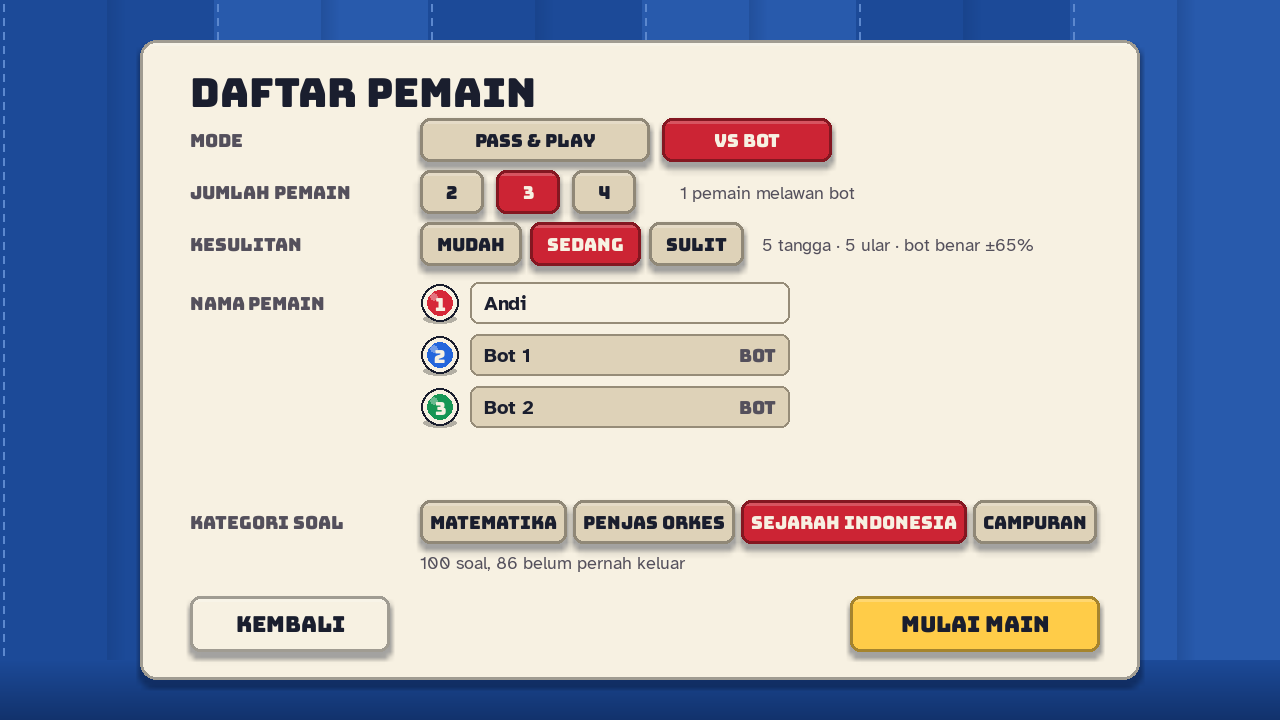 DAFTAR PEMAIN
MODE PASS & PLAY VS BOT
JUMLAH PEMAIN 2 3 4 1 pemain melawan bot
KESULITAN MUDAH SEDANG SULIT 5 tangga · 5 ular · bot benar ±65%
NAMA PEMAIN 1 Andi
2 Bot 1 BOT
3 Bot 2 BOT
KATEGORI SOAL MATEMATIKA PENJAS ORKES SEJARAH INDONESIA CAMPURAN
100 soal, 86 belum pernah keluar
KEMBALI MULAI MAIN